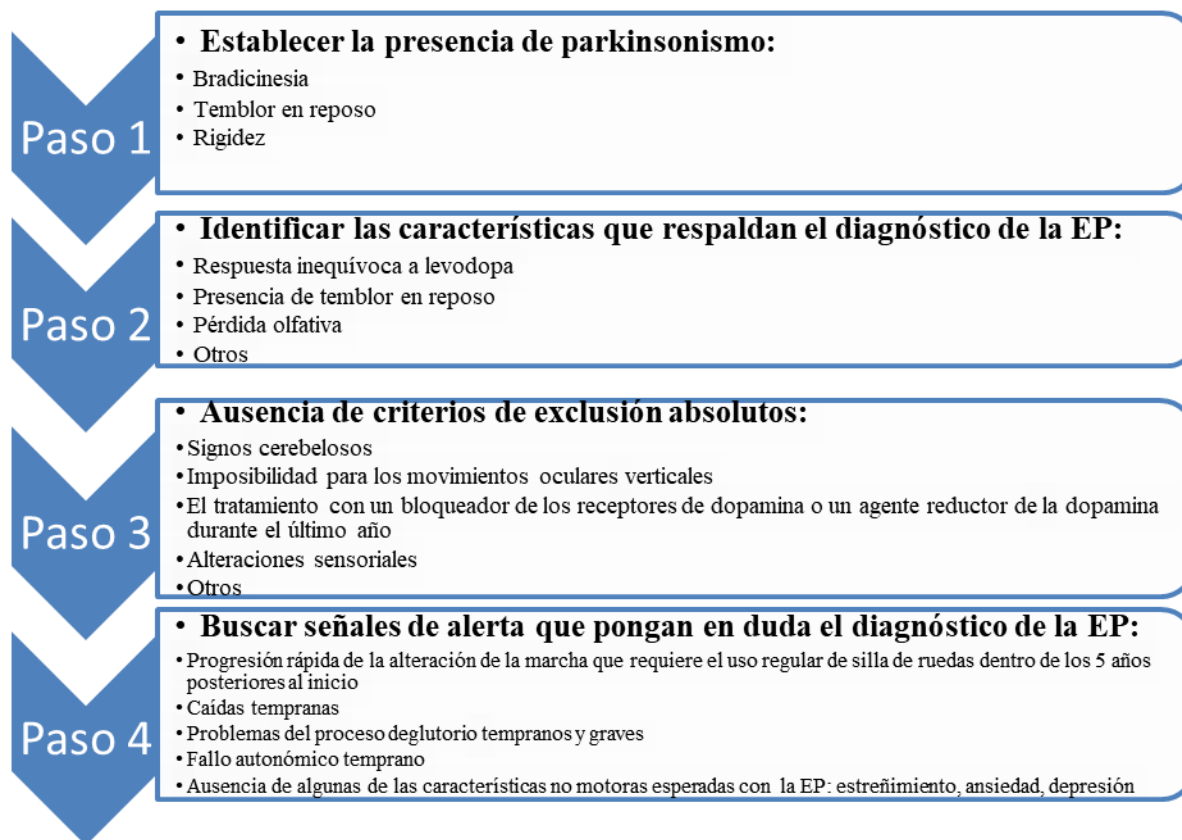 Paso 1
• Establecer la presencia de parkinsonismo:
• Bradicinesia
• Temblor en reposo
• Rigidez
Paso 2
• Identificar las características que respaldan el diagnóstico de la EP:
• Respuesta inequívoca a levodopa
• Presencia de temblor en reposo
• Pérdida olfativa
• Otros
Paso 3
• Ausencia de criterios de exclusión absolutos:
• Signos cerebelosos
• Imposibilidad para los movimientos oculares verticales
• El tratamiento con un bloqueador de los receptores de dopamina o un agente reductor de la dopamina
durante el último año
• Alteraciones sensoriales
• Otros
Paso 4
• Buscar señales de alerta que pongan en duda el diagnóstico de la EP:
• Progresión rápida de la alteración de la marcha que requiere el uso regular de silla de ruedas dentro de los 5 años
posteriores al inicio
• Caídas tempranas
• Problemas del proceso deglutorio tempranos y graves
• Fallo autonómico temprano
• Ausencia de algunas de las características no motoras esperadas con la EP: estreñimiento, ansiedad, depresión